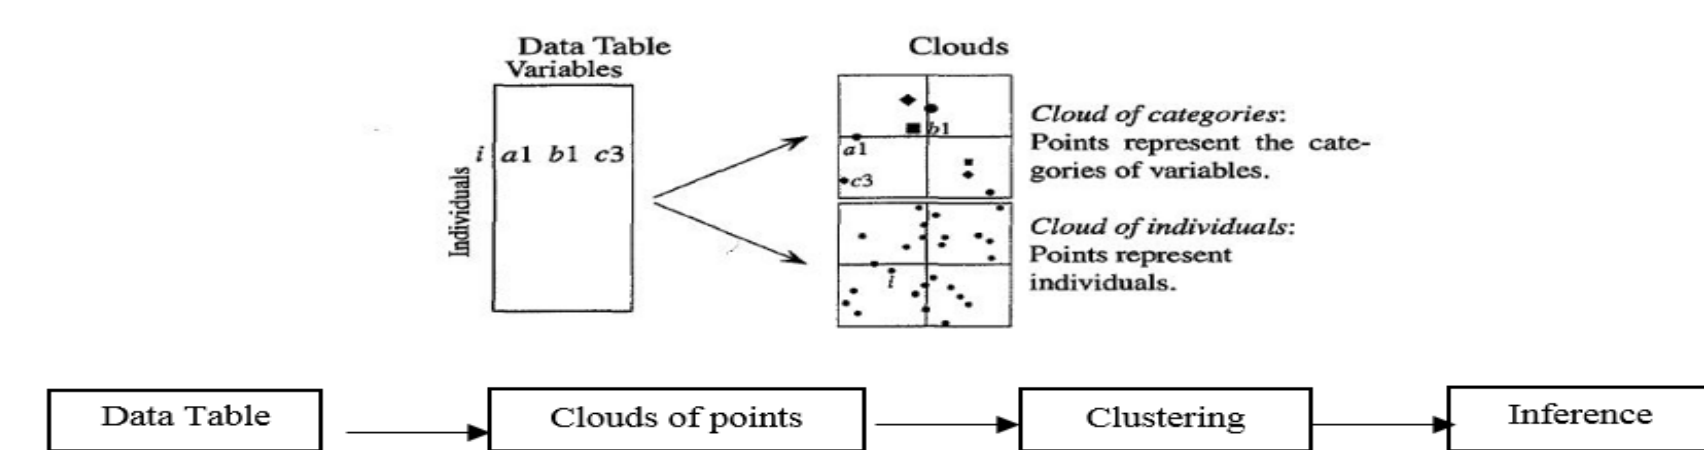 Data Table
Variables
Individuals
i a1 b1 c3
Clouds
b1
a1
c3
Cloud of categories:
Points represent the cate-
gories of variables.
i
Cloud of individuals:
Points represent
individuals.
Data Table
Clouds of points
Clustering
Inference